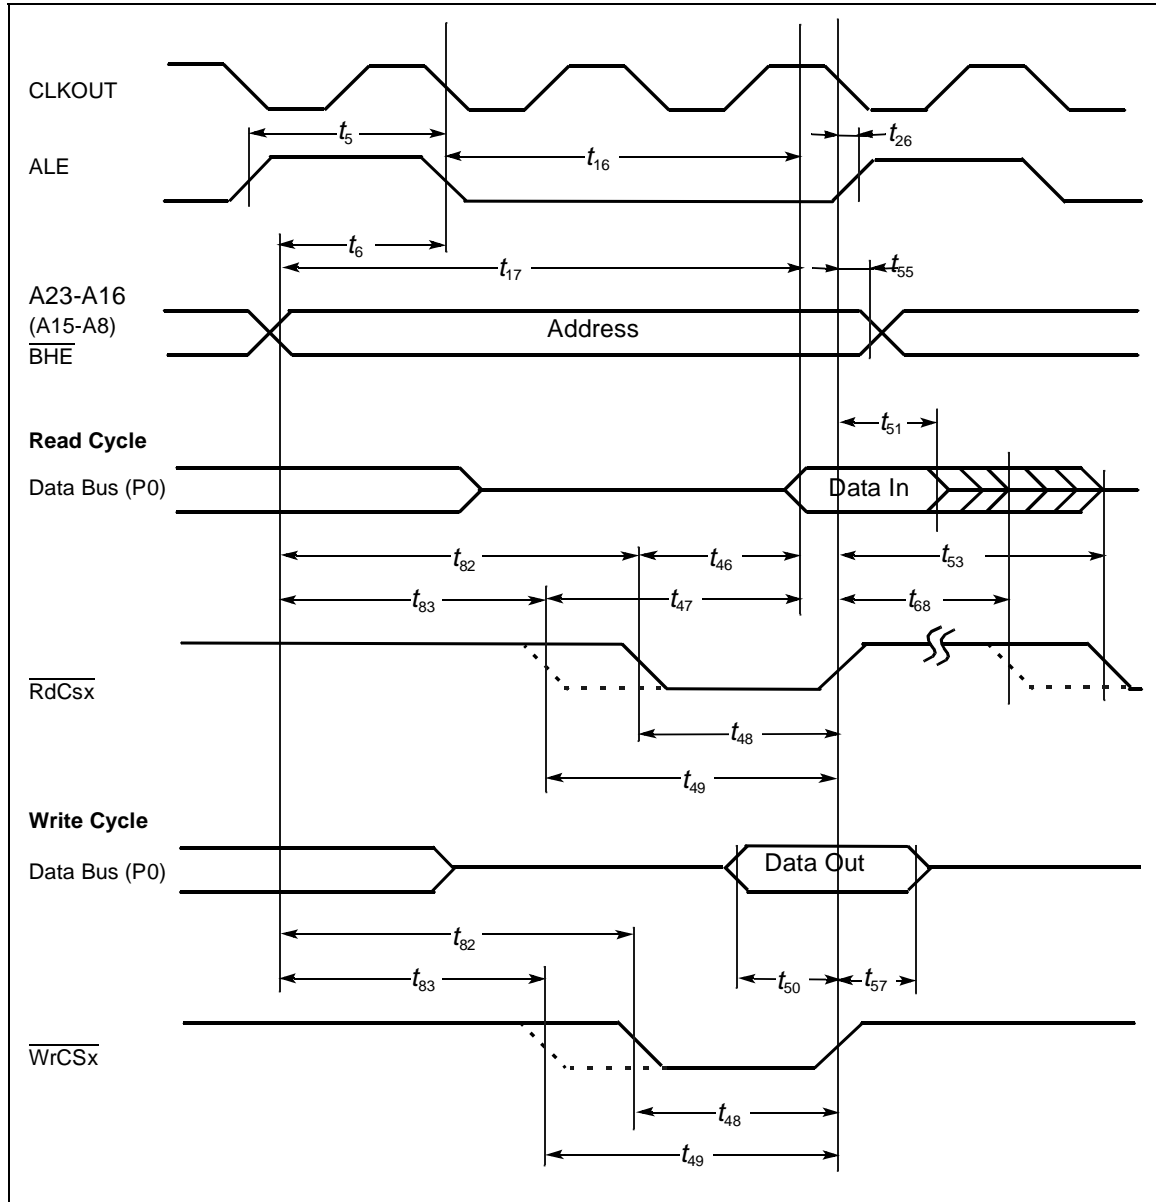 CLKOUT
t5
t26
ALE
t16
t6
t17
t55
A23-A16
(A15-A8)
BHE
Address
t51
Read Cycle
Data Bus (P0)
Data In
t82
t46
t53
t83
t47
t68
RdCsx
t48
t49
Write Cycle
Data Bus (P0)
Data Out
t82
t83
t50
t57
WrCSx
t48
t49